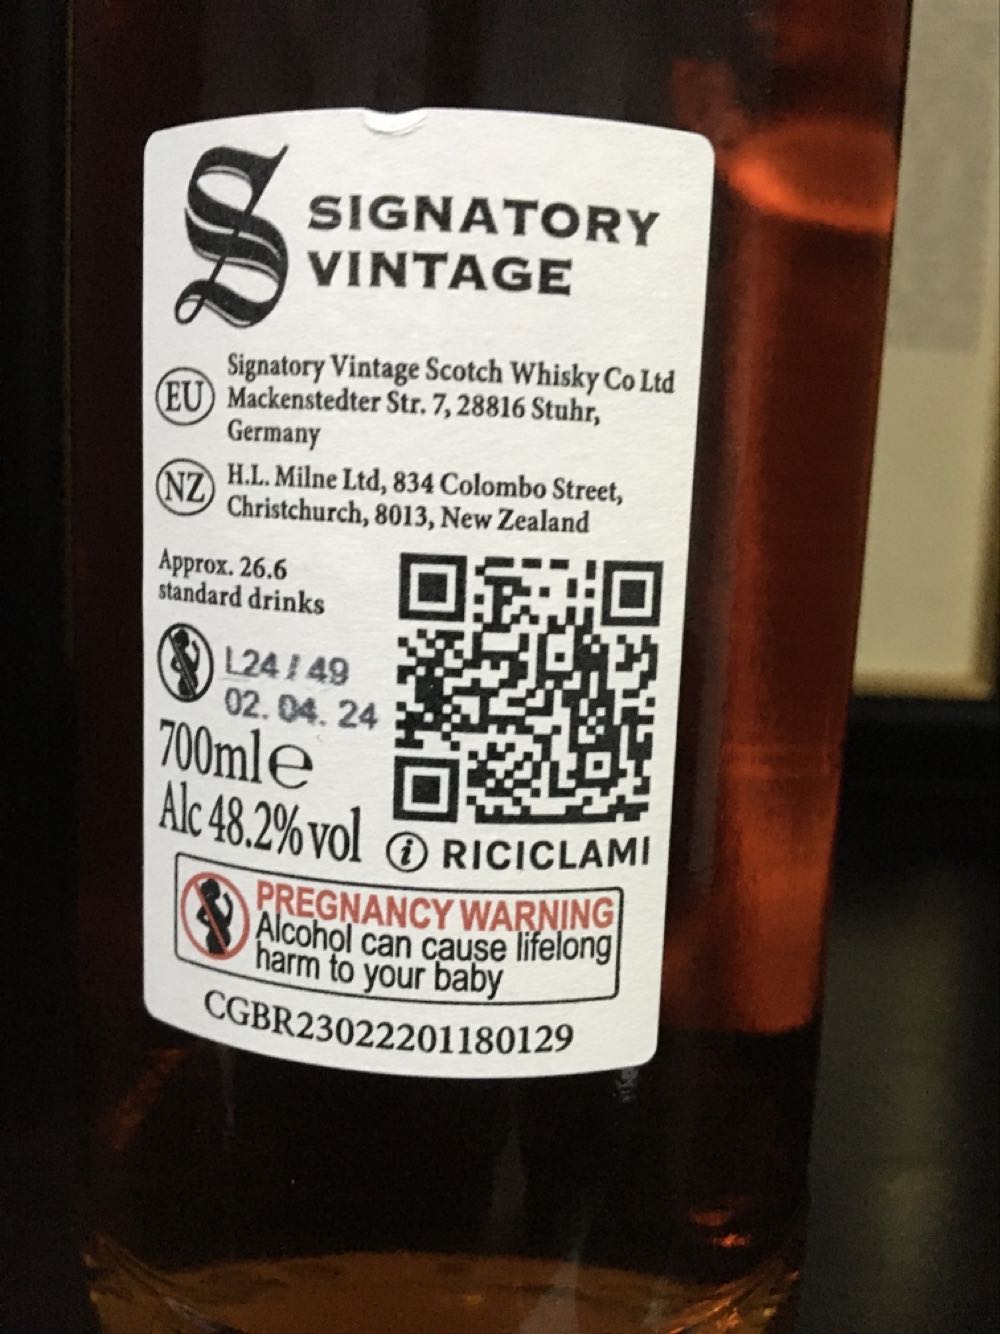 S SIGNATORY
VINTAGE
EU Signatory Vintage Scotch Whisky Co Ltd
Mackenstedter Str. 7, 28816 Stuhr,
Germany
NZ H.L. Milne Ltd, 834 Colombo Street,
Christchurch, 8013, New Zealand
Approx. 26.6
standard drinks
L24 / 49
02. 04. 24
700ml e
Alc 48.2% vol
i RICICLAMI
PREGNANCY WARNING
Alcohol can cause lifelong
harm to your baby
CGBR23022201180129